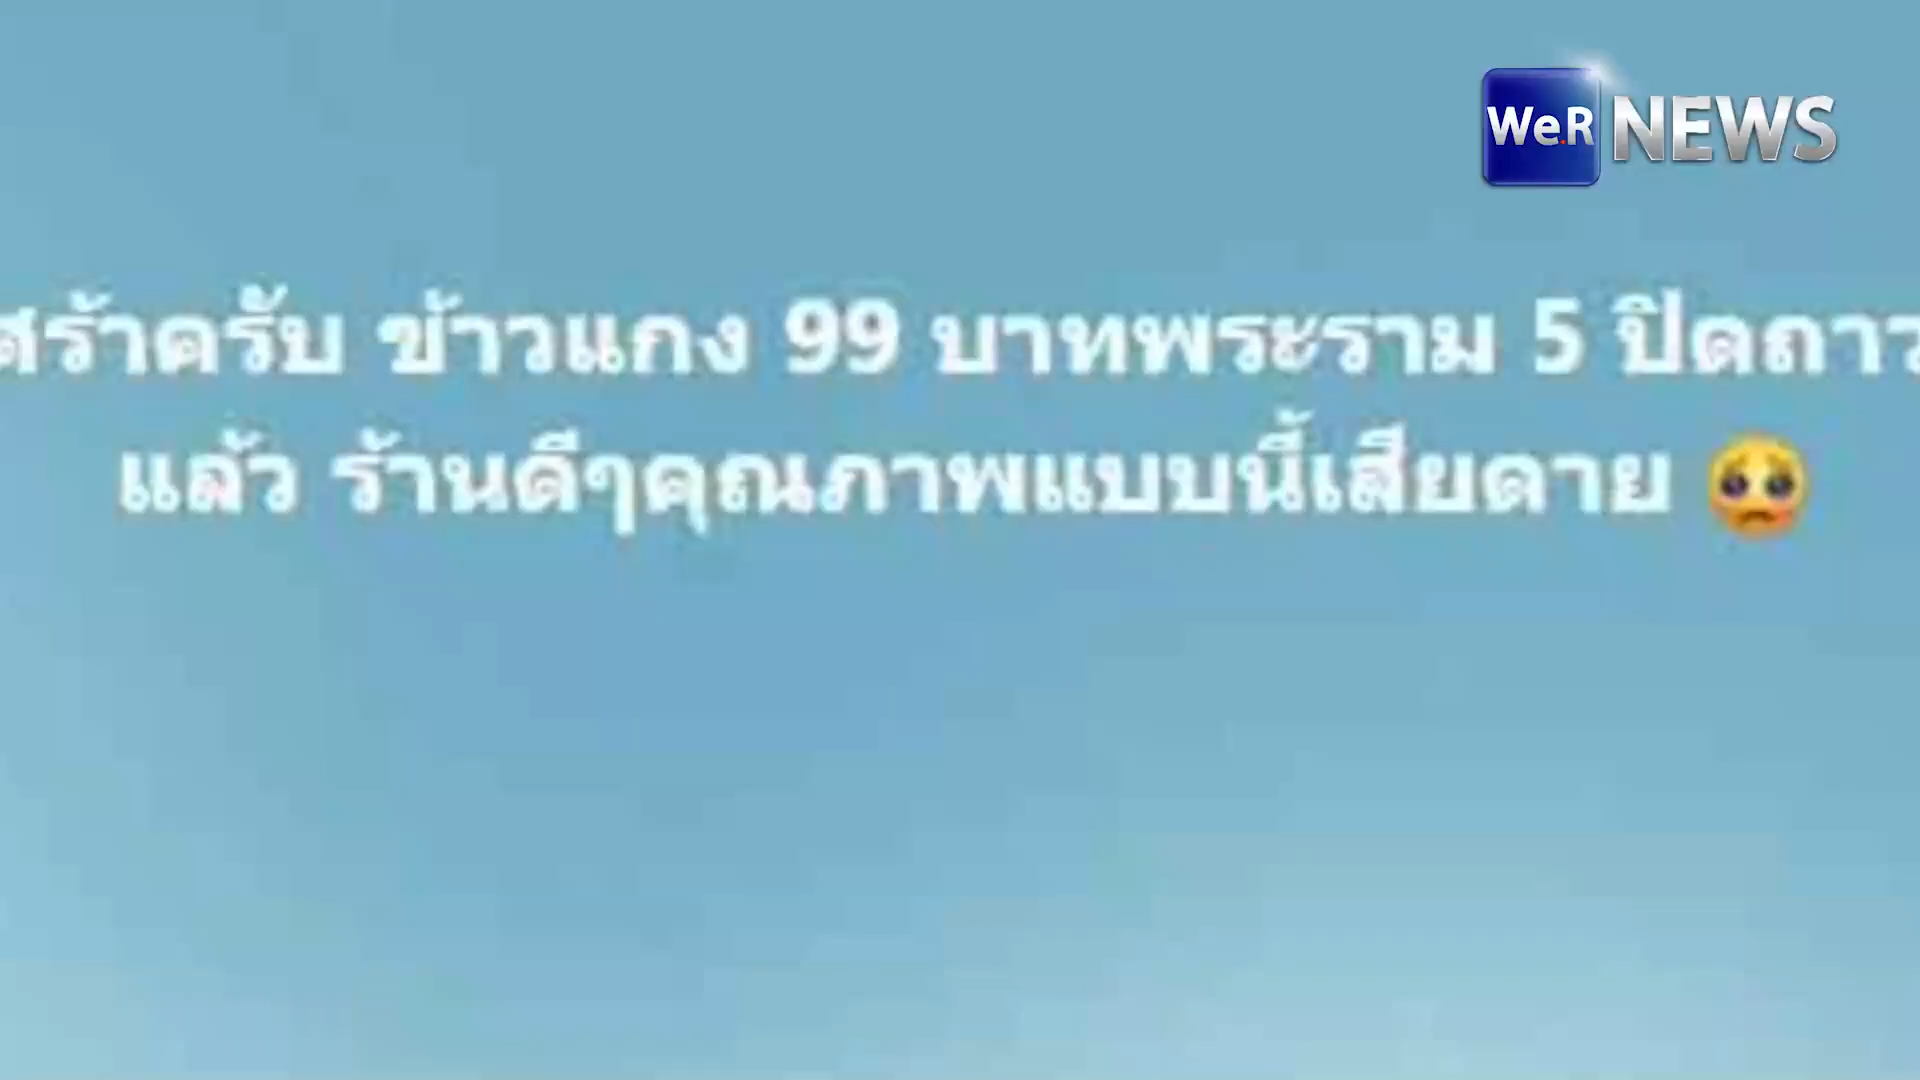 We.R NEWS
ศร้าครับ ข้าวแกง 99 บาทพระราม 5 ปิดถาว
แล้ว ร้านดีๆคุณภาพแบบนี้เสียดาย 🥺